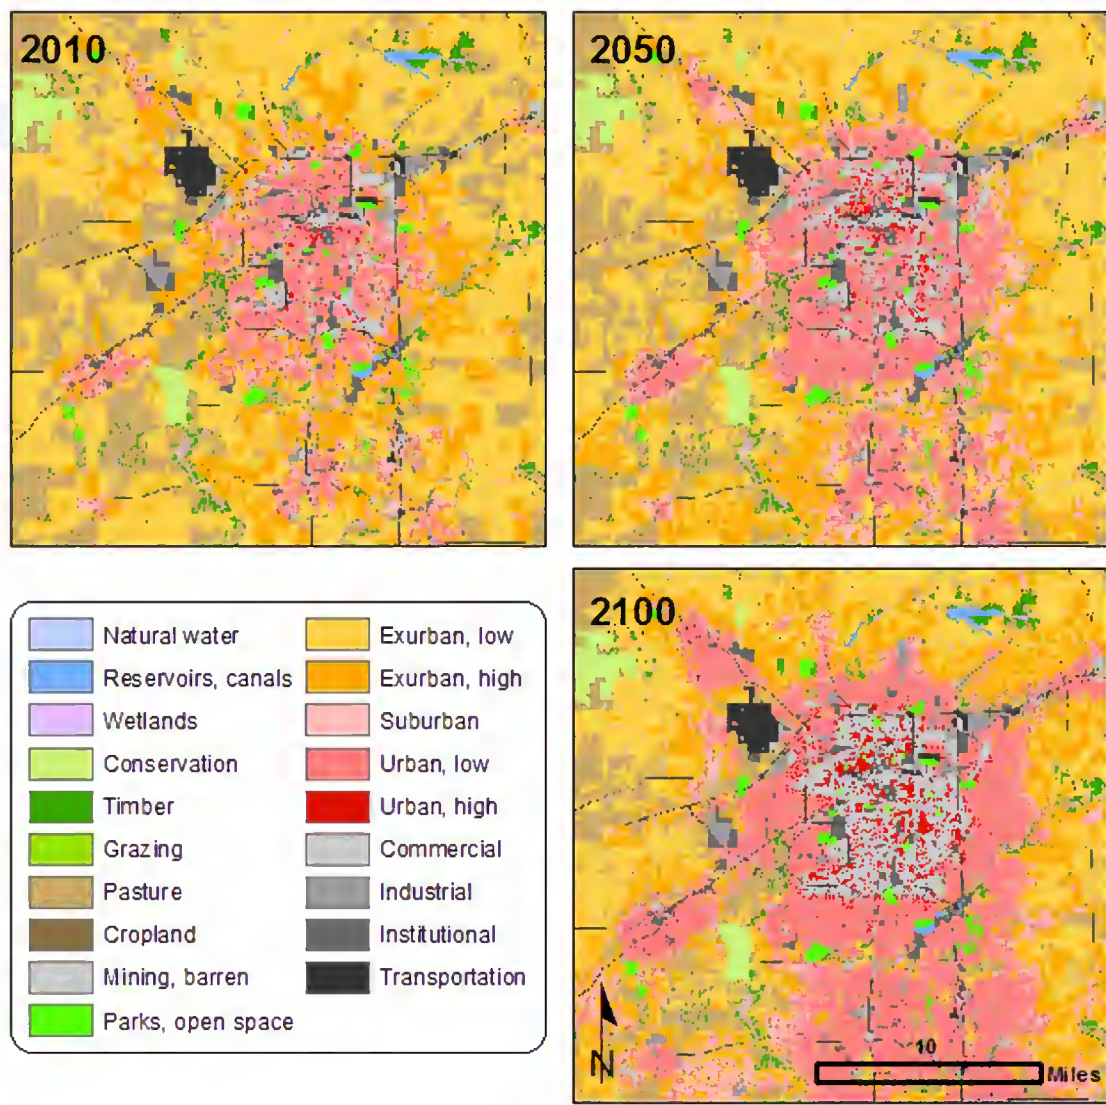 2010
2050
Natural water
Reservoirs, canals
Wetlands
Conservation
Timber
Grazing
Pasture
Cropland
Mining, barren
Parks, open space
Exurban, low
Exurban, high
Suburban
Urban, low
Urban, high
Commercial
Industrial
Institutional
Transportation
2100
N
10
Miles